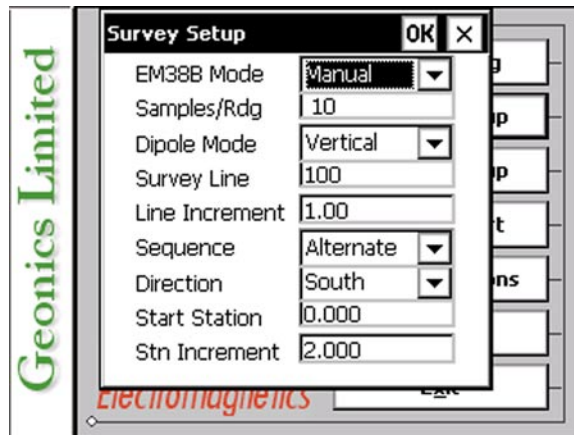 Geonics Limited
Survey Setup OK ×
EM38B Mode Manual
Samples/Rdg 10
Dipole Mode Vertical
Survey Line 100
Line Increment 1.00
Sequence Alternate
Direction South
Start Station 0.000
Stn Increment 2.000
Electromagnetics
Exit